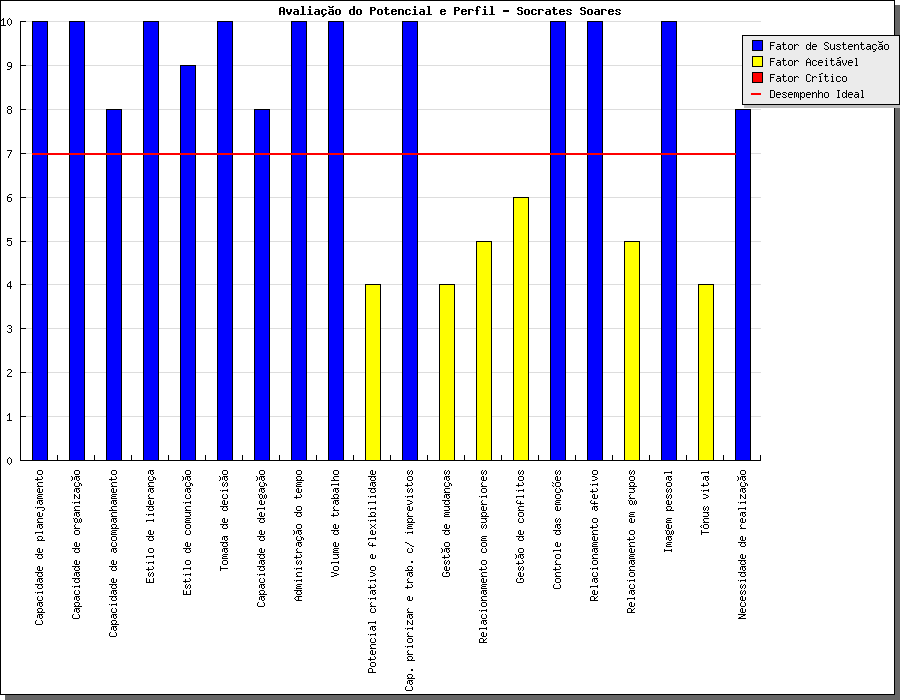 Avaliação do Potencial e Perfil - Socrates Soares
Fator de Sustentação
Fator Aceitável
Fator Crítico
Desempenho Ideal
10
9
8
7
6
5
4
3
2
1
0
Capacidade de planejamento
Capacidade de organização
Capacidade de acompanhamento
Estilo de liderança
Estilo de comunicação
Tomada de decisão
Capacidade de delegação
Administração do tempo
Volume de trabalho
Potencial criativo e flexibilidade
Cap. priorizar e trab. c/ imprevistos
Gestão de mudanças
Relacionamento com superiores
Gestão de conflitos
Controle das emoções
Relacionamento afetivo
Relacionamento em grupos
Imagem pessoal
Tônus vital
Necessidade de realização